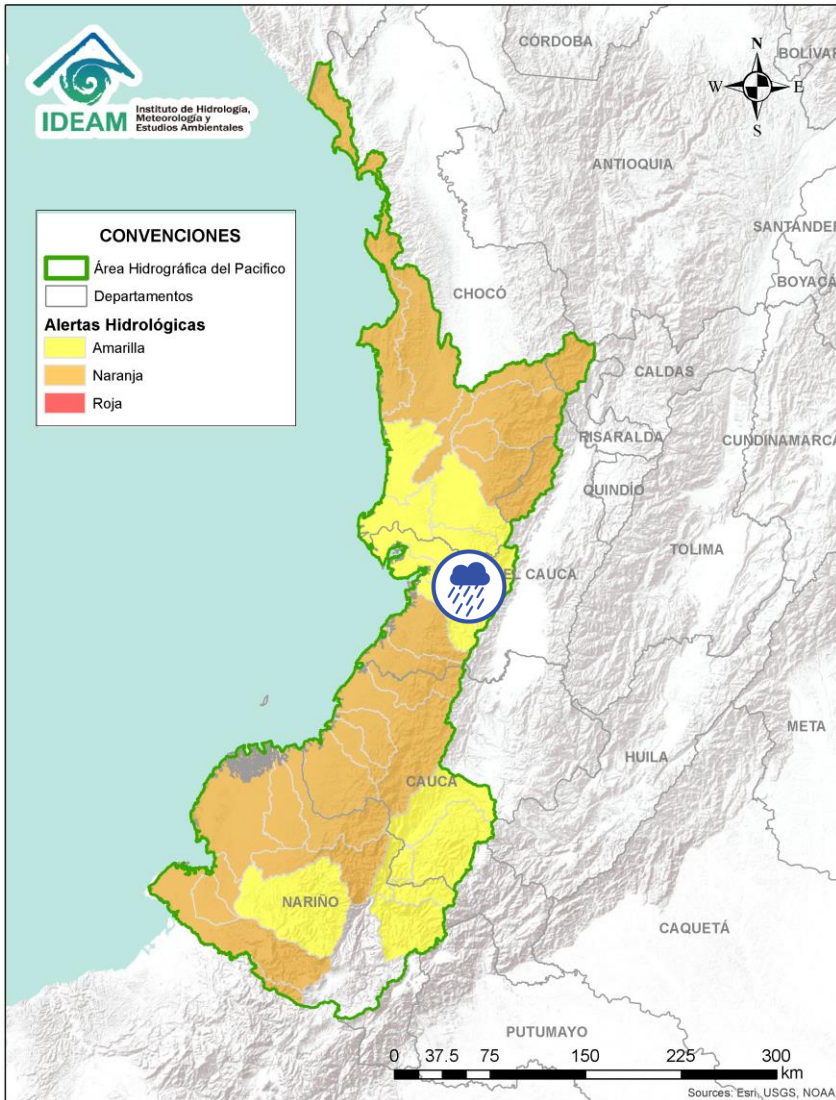 IDEAM
Instituto de Hidrología,
Meteorología y
Estudios Ambientales
CÓRDOBA
BOLÍVAR
N
W
E
S
ANTIOQUIA
SANTANDER
BOYACÁ
CONVENCIONES
Área Hidrográfica del Pacifico
Departamentos
Alertas Hidrológicas
Amarilla
Naranja
Roja
CHOCÓ
CALDAS
RISARALDA
CUNDINAMARCA
QUINDÍO
TOLIMA
EL CAUCA
META
HUILA
CAUCA
NARIÑO
CAQUETÁ
PUTUMAYO
0 37.5 75 150 225 300
km
Sources: Esri, USGS, NOAA